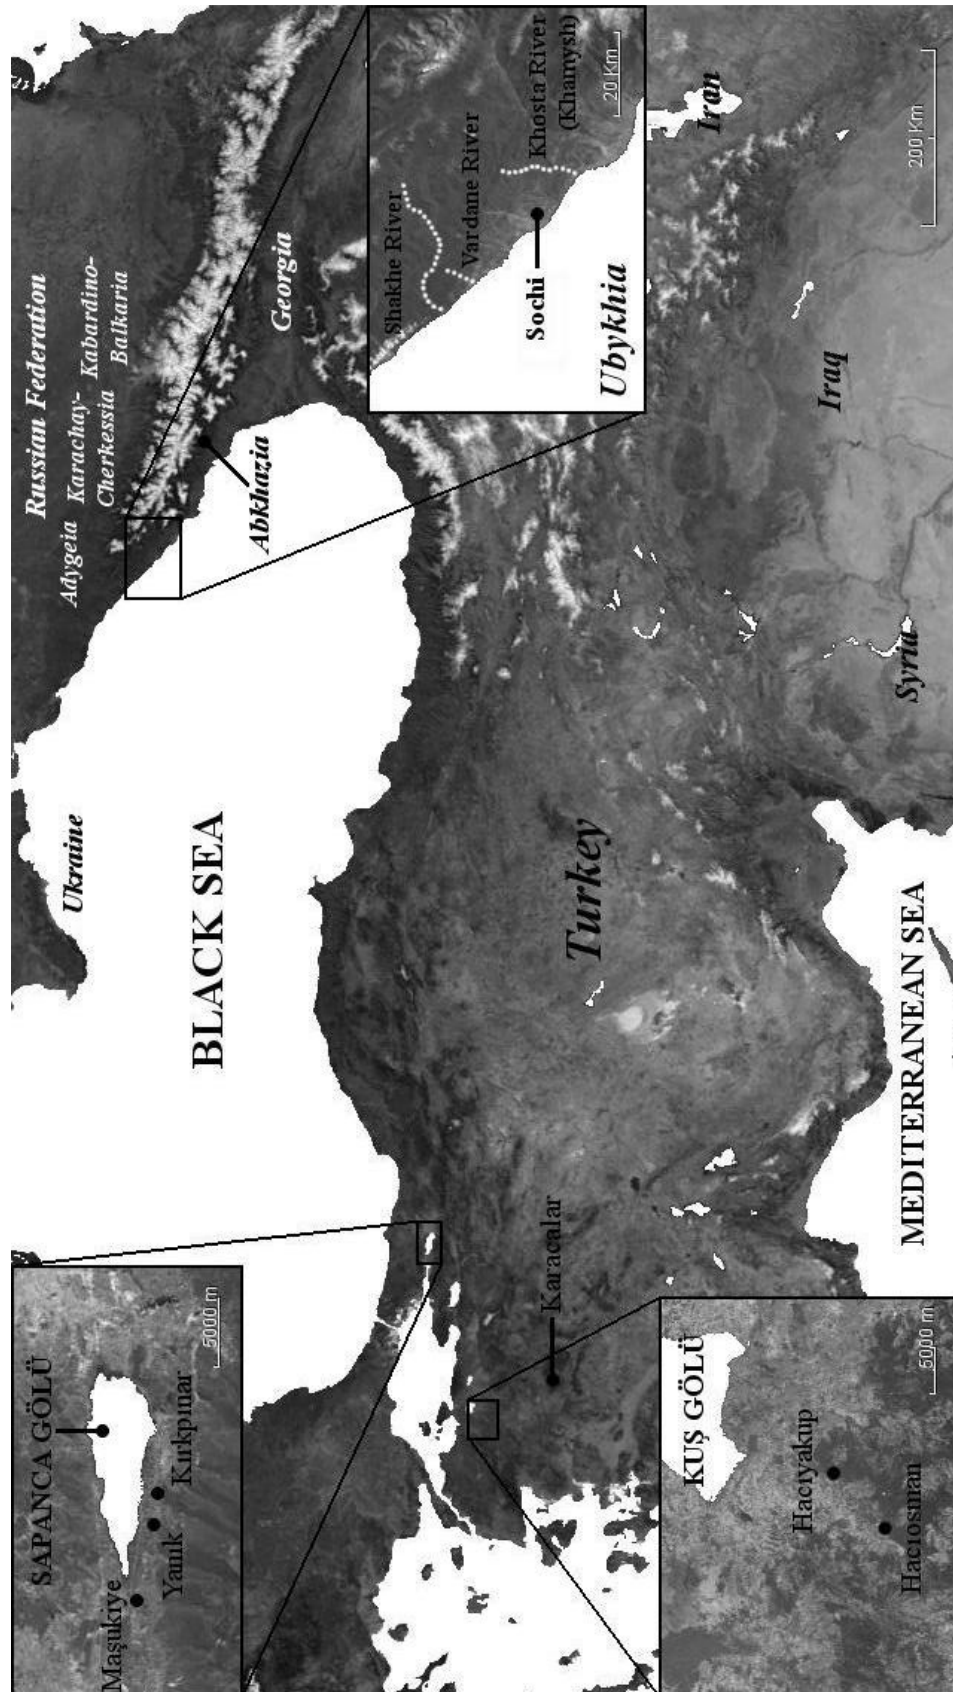 Ukraine
Russian Federation
Adygeia
Karachay-
Cherkessia
Kabardino-
Balkaria
Georgia
Abkhazia
BLACK SEA
Shakhe River
Vardane River
Khosta River
(Khamysh)
Sochi
Ubykhia
20 Km
SAPANCA GÖLÜ
Maşukiye
Yanık
Kırkpınar
5000 m
Turkey
Karacalar
KUŞ GÖLÜ
Hacıyakup
Hacıosman
5000 m
Iran
Iraq
Syria
200 Km
MEDITERRANEAN SEA